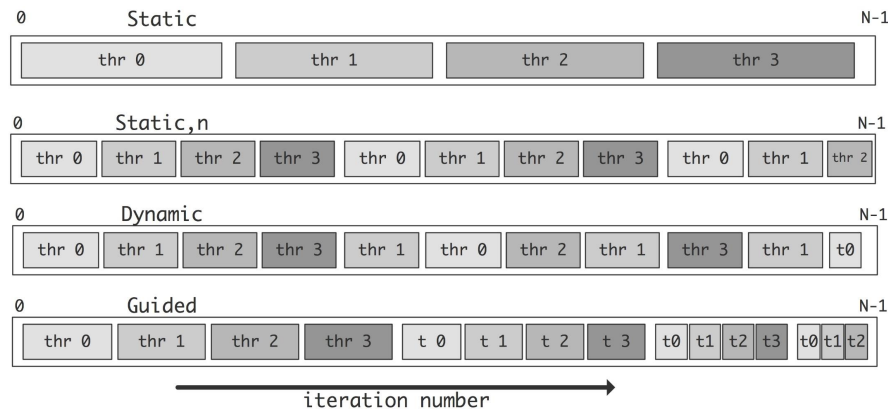 0 Static N-1
thr 0 thr 1 thr 2 thr 3
0 Static,n N-1
thr 0 thr 1 thr 2 thr 3 thr 0 thr 1 thr 2 thr 3 thr 0 thr 1 thr 2
0 Dynamic N-1
thr 0 thr 1 thr 2 thr 3 thr 1 thr 0 thr 2 thr 1 thr 3 thr 1 t0
0 Guided N-1
thr 0 thr 1 thr 2 thr 3 t 0 t 1 t 2 t 3 t0 t1 t2 t3 t0 t1 t2
iteration number